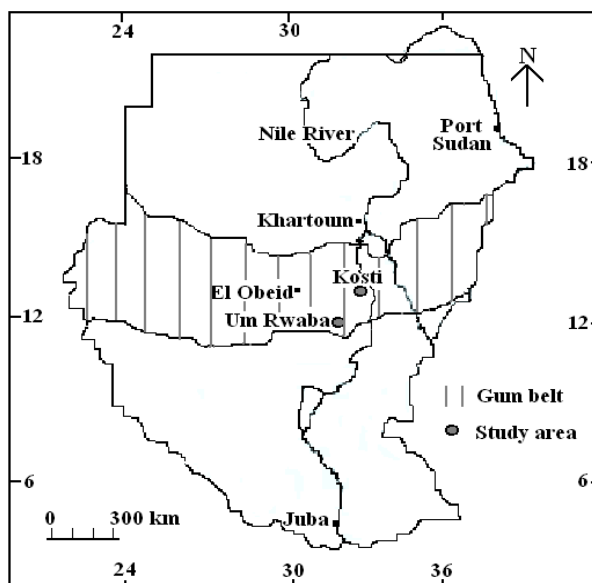 24 30 36
N
Nile River
Port
Sudan
18 18
Khartoum
Kosti
El Obeid
12 Um Rwaba 12
Gum belt
Study area
6 6
0 300 km
Juba
24 30 36